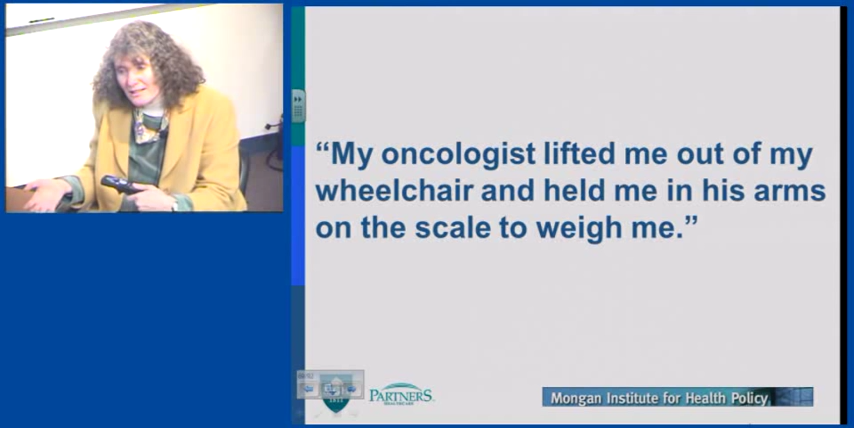 “My oncologist lifted me out of my
wheelchair and held me in his arms
on the scale to weigh me.”
PARTNERS
Mongan Institute for Health Policy